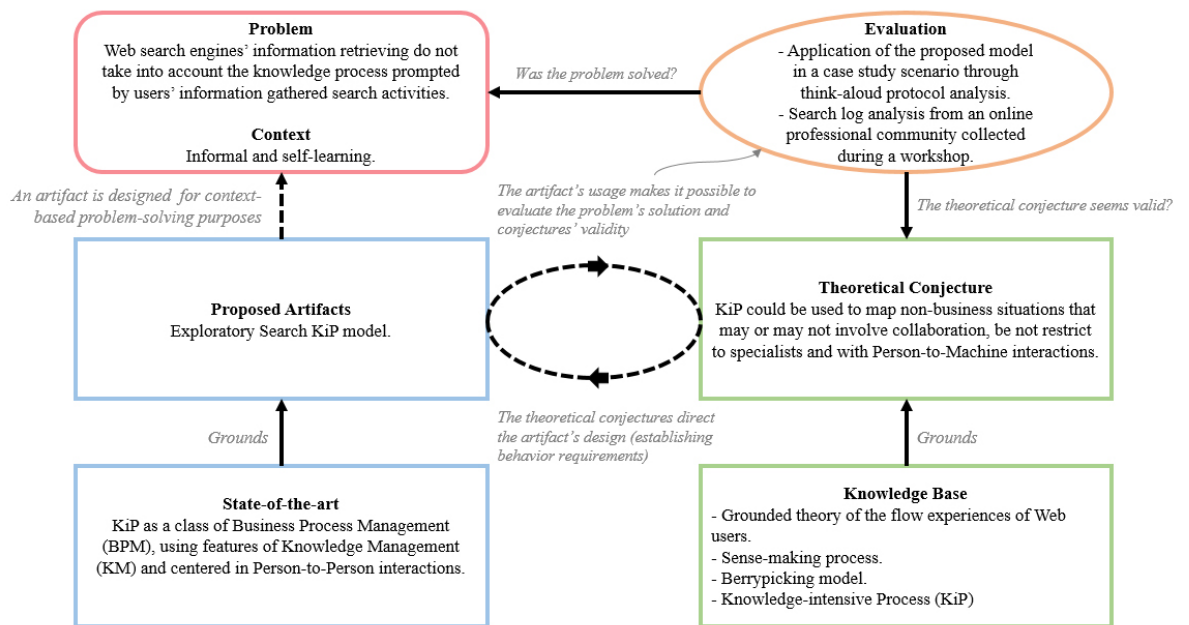 Problem
Web search engines’ information retrieving do not
take into account the knowledge process prompted
by users’ information gathered search activities.
Context
Informal and self-learning.
Was the problem solved?
Evaluation
- Application of the proposed model
in a case study scenario through
think-aloud protocol analysis.
- Search log analysis from an online
professional community collected
during a workshop.
An artifact is designed for context-
based problem-solving purposes
The artifact’s usage makes it possible to
evaluate the problem’s solution and
conjectures’ validity
The theoretical conjecture seems valid?
Proposed Artifacts
Exploratory Search KiP model.
Theoretical Conjecture
KiP could be used to map non-business situations that
may or may not involve collaboration, be not restrict
to specialists and with Person-to-Machine interactions.
Grounds
The theoretical conjectures direct
the artifact’s design (establishing
behavior requirements)
Grounds
State-of-the-art
KiP as a class of Business Process Management
(BPM), using features of Knowledge Management
(KM) and centered in Person-to-Person interactions.
Knowledge Base
- Grounded theory of the flow experiences of Web
users.
- Sense-making process.
- Berrypicking model.
- Knowledge-intensive Process (KiP)